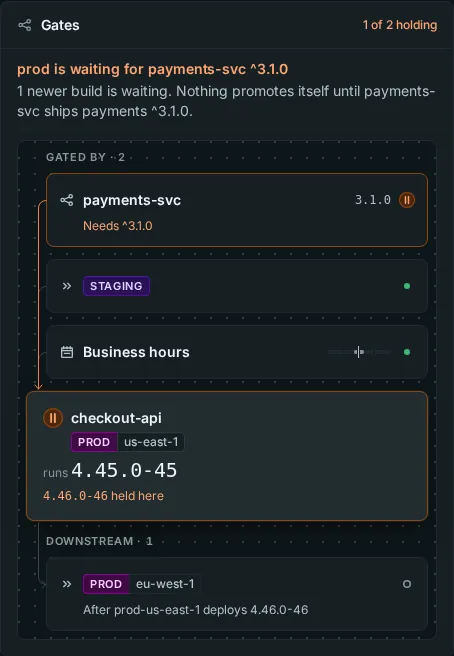 Gates
1 of 2 holding
prod is waiting for payments-svc ^3.1.0
1 newer build is waiting. Nothing promotes itself until payments-
svc ships payments ^3.1.0.
GATED BY · 2
payments-svc
3.1.0
Needs ^3.1.0
STAGING
Business hours
checkout-api
PROD us-east-1
runs 4.45.0-45
4.46.0-46 held here
DOWNSTREAM · 1
PROD eu-west-1
After prod-us-east-1 deploys 4.46.0-46